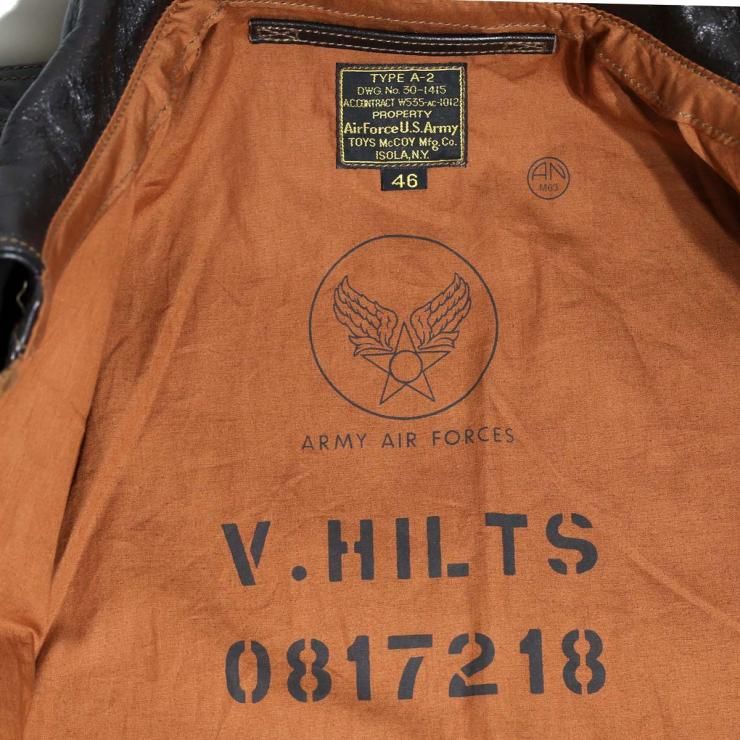 TYPE A-2
DWG. No. 30-1415
A.C.CONTRACT W535-AC-1012
PROPERTY
Air Force U.S. Army
TOYS McCOY Mfg. Co.
ISOLA, N.Y.
46
AN
M63
ARMY AIR FORCES
V.HILTS
0817218